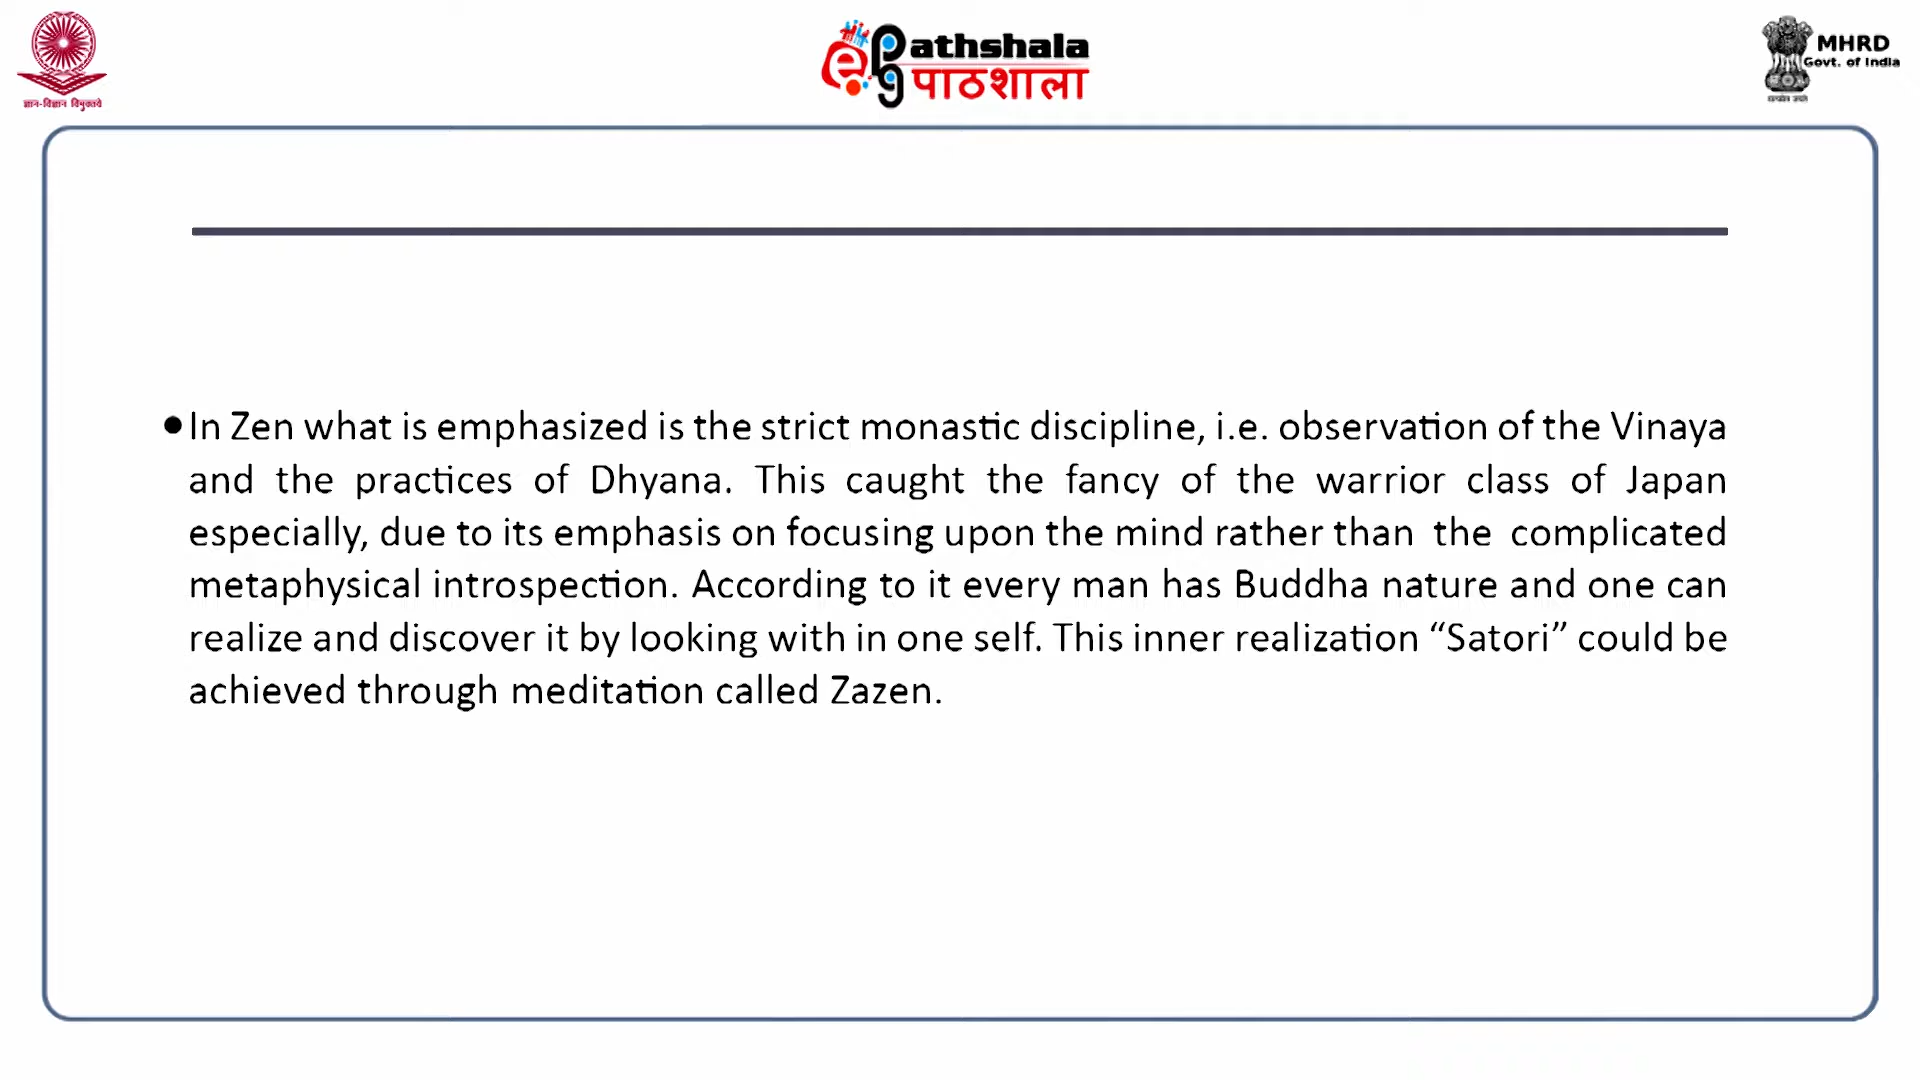 ज्ञान-विज्ञान विमुक्तये
ePGathshala
पाठशाला
MHRD
Govt. of India
•In Zen what is emphasized is the strict monastic discipline, i.e. observation of the Vinaya
and the practices of Dhyana. This caught the fancy of the warrior class of Japan
especially, due to its emphasis on focusing upon the mind rather than the complicated
metaphysical introspection. According to it every man has Buddha nature and one can
realize and discover it by looking with in one self. This inner realization “Satori” could be
achieved through meditation called Zazen.